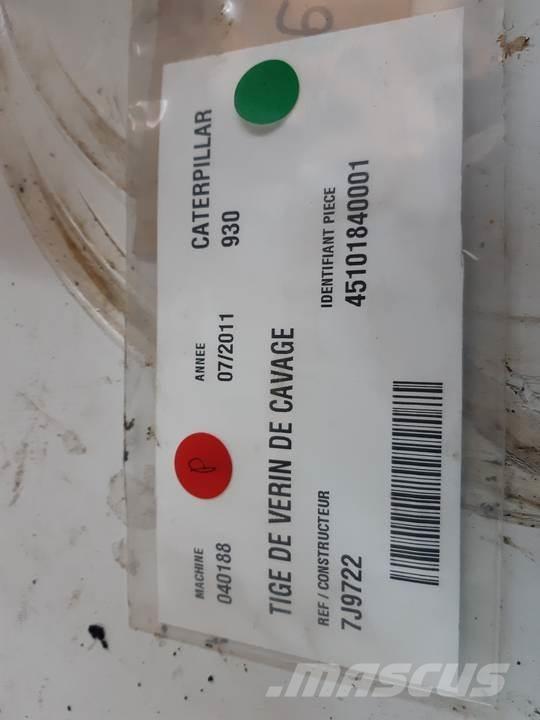 MACHINE ANNEE CATERPILLAR
040188 07/2011 930
TIGE DE VERIN DE CAVAGE
REF / CONSTRUCTEUR IDENTIFIANT PIECE
7J9722 45101840001
P
mascus